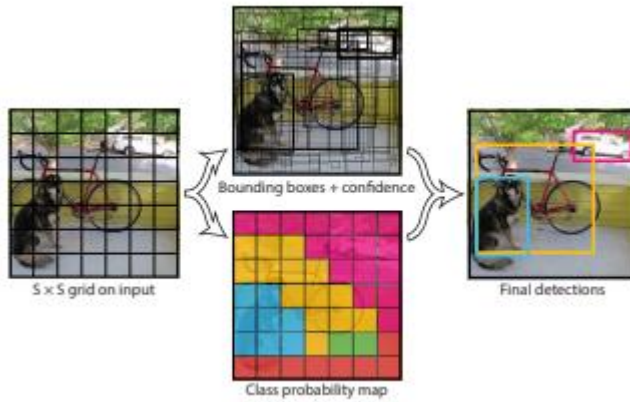 Bounding boxes + confidence
S × S grid on input
Final detections
Class probability map